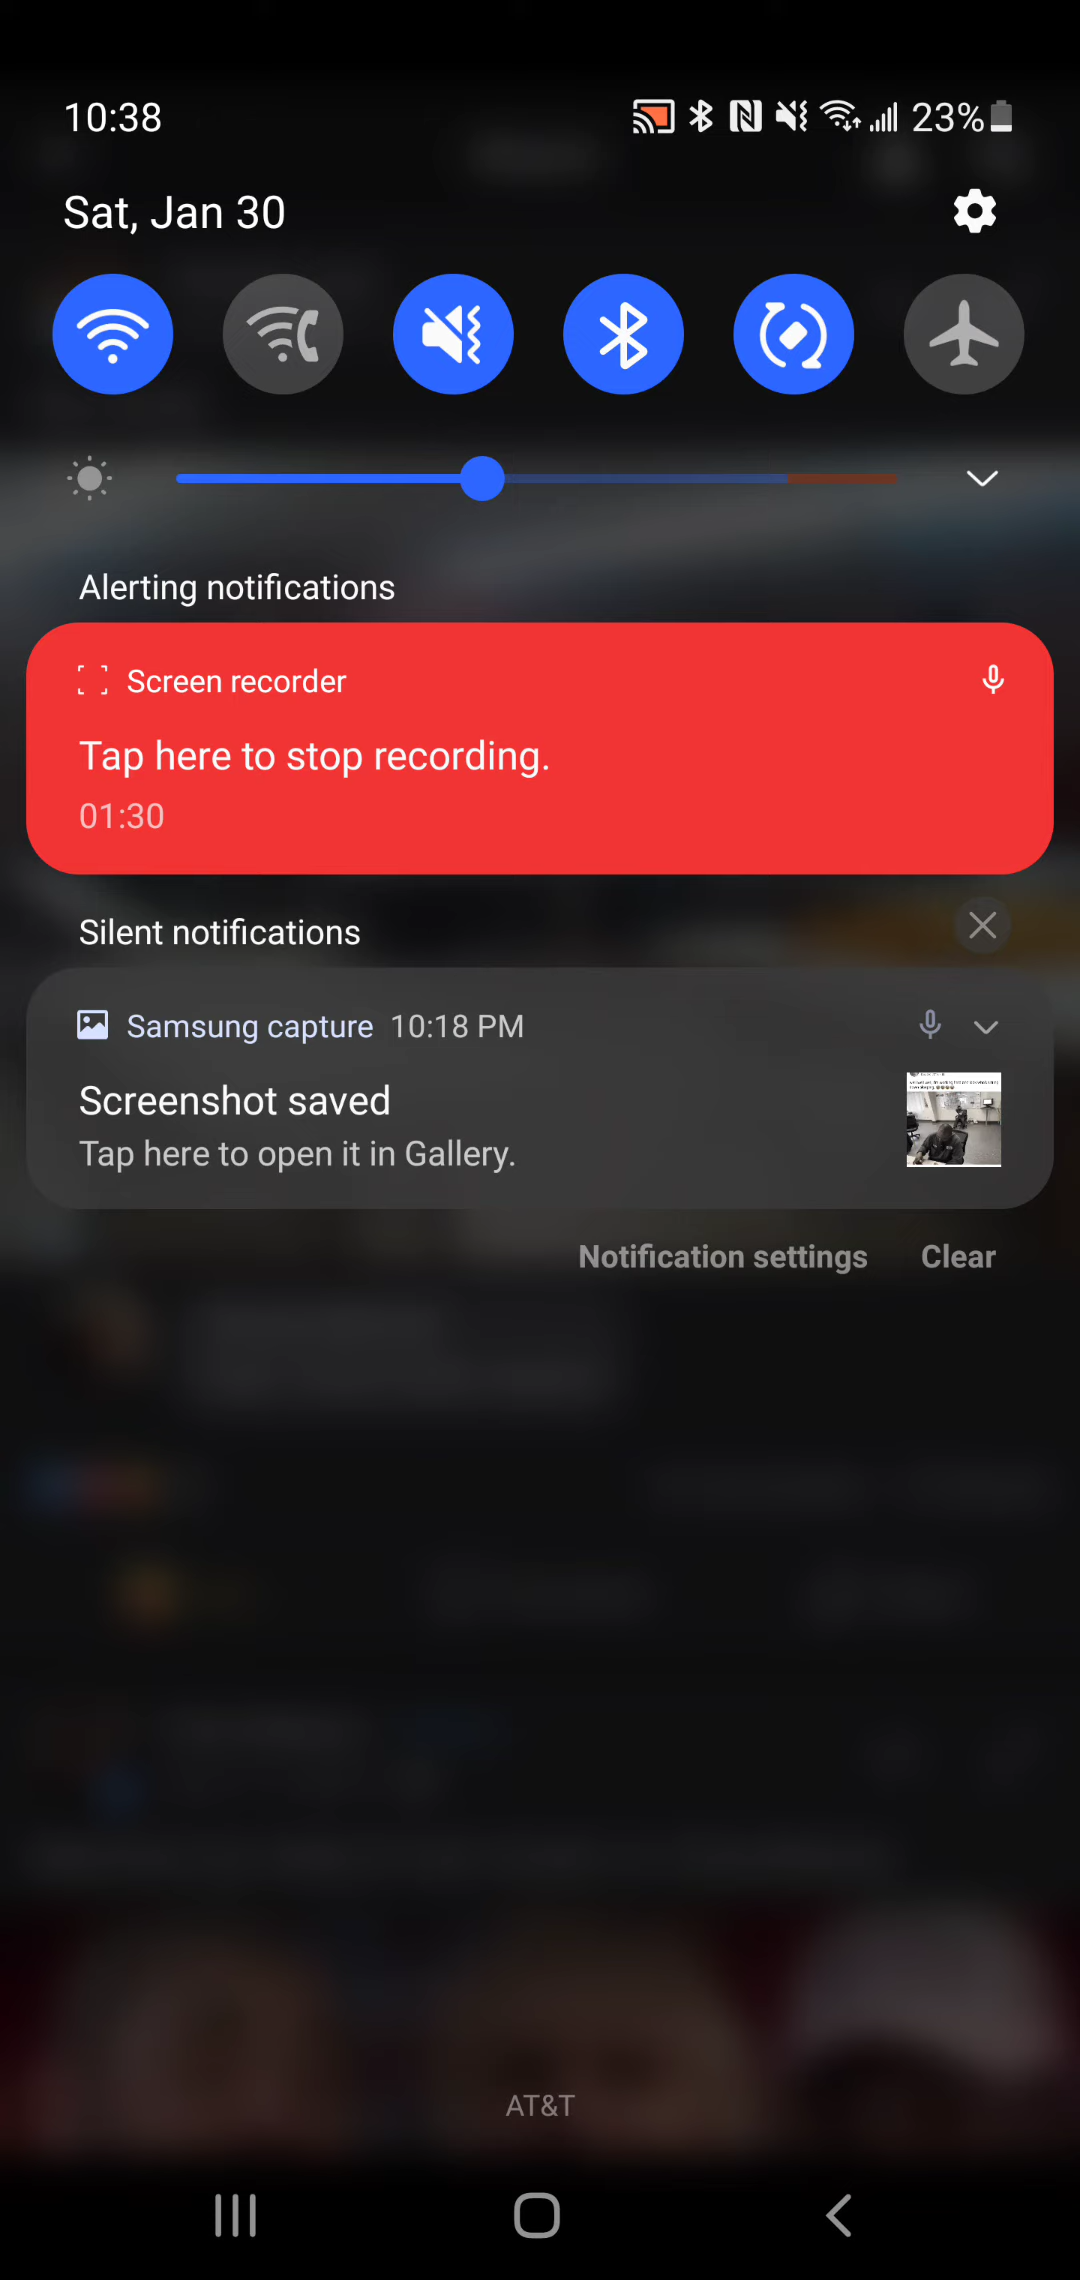 10:38
23%
Sat, Jan 30
Alerting notifications
Screen recorder
Tap here to stop recording.
01:30
Silent notifications
Samsung capture 10:18 PM
Screenshot saved
Tap here to open it in Gallery.
Notification settings Clear
AT&T